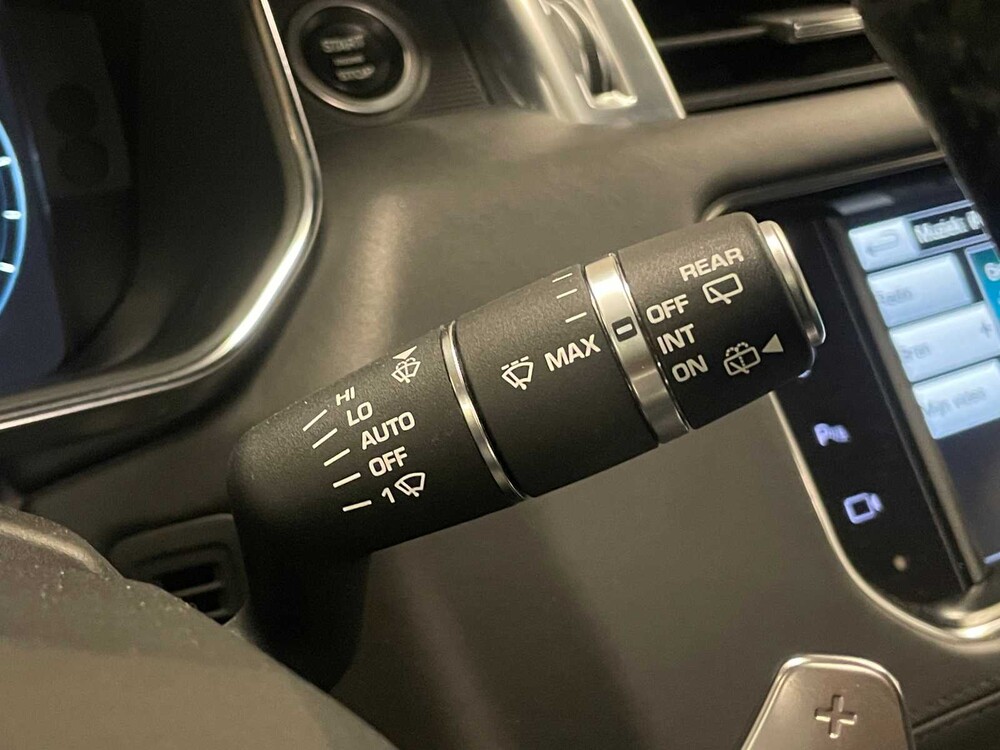 START
STOP
REAR
OFF
INT
ON
MAX
HI
LO
AUTO
OFF
1
+